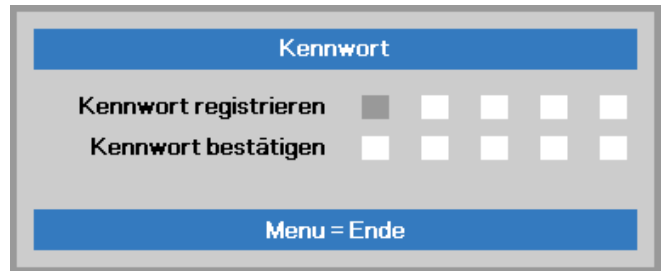 Kennwort
Kennwort registrieren
Kennwort bestätigen
Menu = Ende